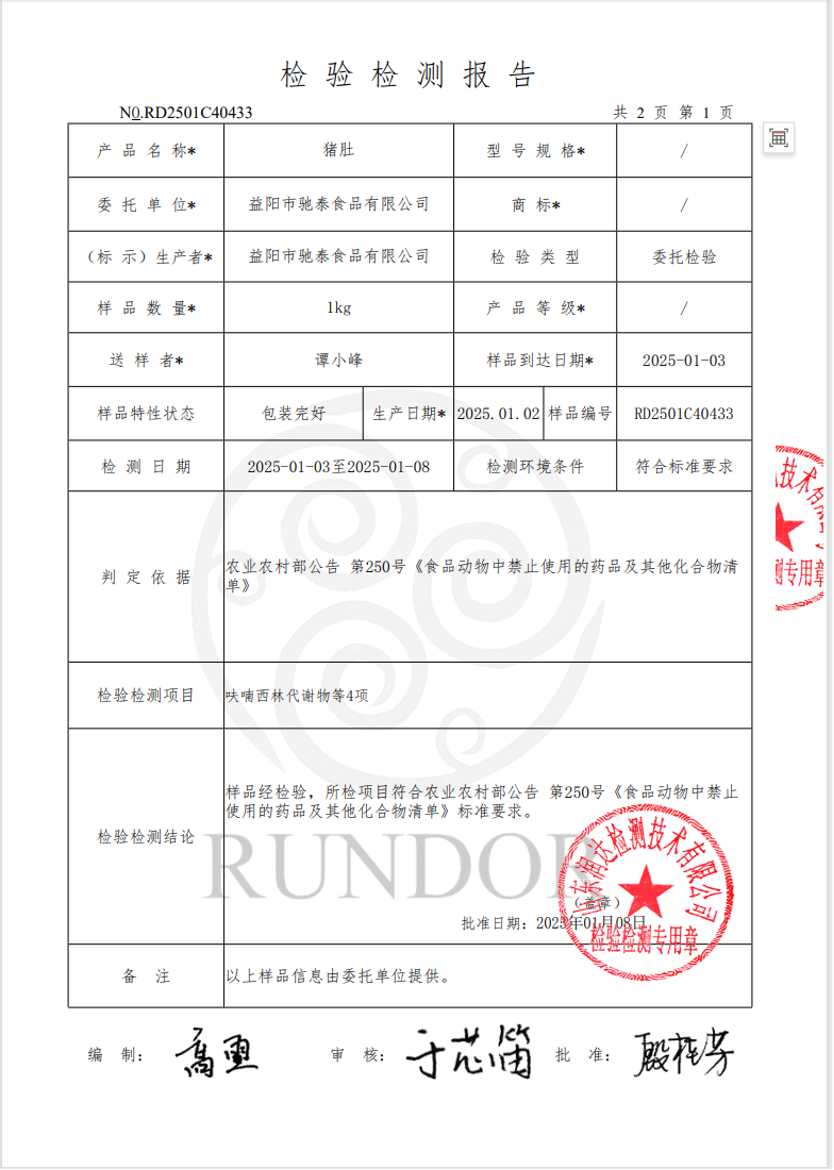 检 验 检 测 报 告
NO.RD2501C40433 共 2 页 第 1 页
产 品 名 称* 猪肚 型 号 规 格* /
委 托 单 位* 益阳市驰泰食品有限公司 商 标* /
（标 示）生产者* 益阳市驰泰食品有限公司 检 验 类 型 委托检验
样 品 数 量* 1kg 产 品 等 级* /
送 样 者* 谭小峰 样品到达日期* 2025-01-03
样品特性状态 包装完好 生产日期* 2025.01.02 样品编号 RD2501C40433
检 测 日 期 2025-01-03至2025-01-08 检测环境条件 符合标准要求
判 定 依 据 农业农村部公告 第250号《食品动物中禁止使用的药品及其他化合物清
单》
检验检测项目 呋喃西林代谢物等4项
检验检测结论 样品经检验，所检项目符合农业农村部公告 第250号《食品动物中禁止
使用的药品及其他化合物清单》标准要求。
RUNDOR
（盖章）
批准日期：2025年01月08日
山东润达检测技术有限公司
检验检测专用章
技术有限
测专用章
备 注 以上样品信息由委托单位提供。
编 制： 审 核： 于芯笛 批 准：